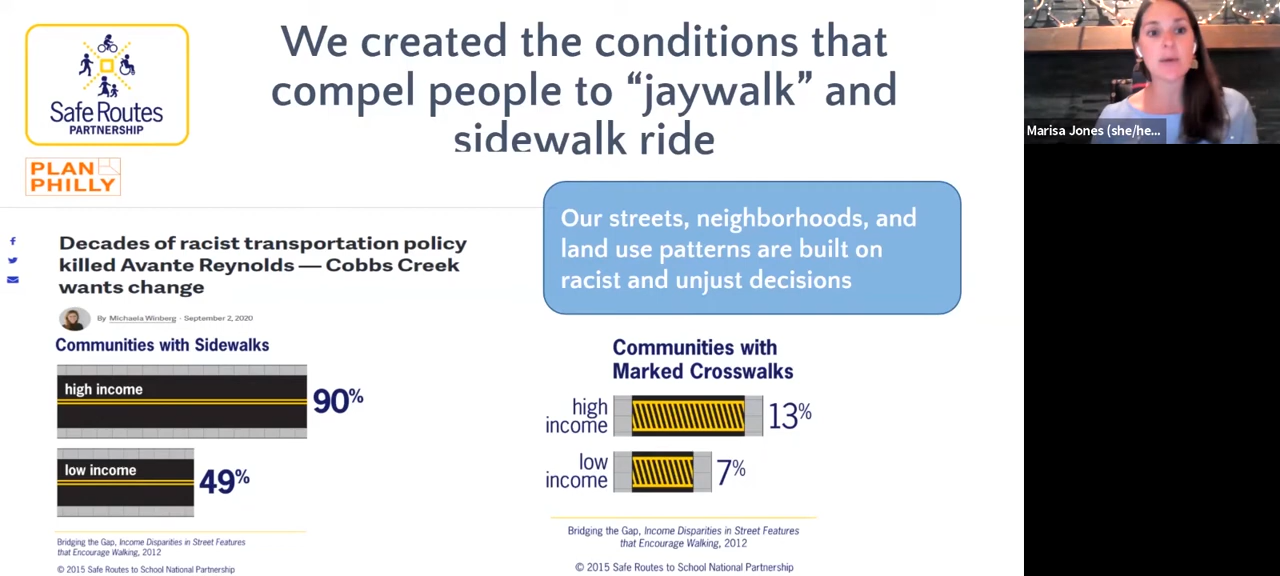 We created the conditions that
compel people to “jaywalk” and
sidewalk ride
Safe Routes
PARTNERSHIP
PLAN
PHILLY
Our streets, neighborhoods, and
land use patterns are built on
racist and unjust decisions
Decades of racist transportation policy
killed Avante Reynolds — Cobbs Creek
wants change
By Michaela Winberg · September 2, 2020
Communities with Sidewalks
high income
90%
low income
49%
Bridging the Gap, Income Disparities in Street Features
that Encourage Walking, 2012
© 2015 Safe Routes to School National Partnership
Communities with
Marked Crosswalks
high
income
13%
low
income
7%
Bridging the Gap, Income Disparities in Street Features
that Encourage Walking, 2012
© 2015 Safe Routes to School National Partnership
Marisa Jones (she/he...